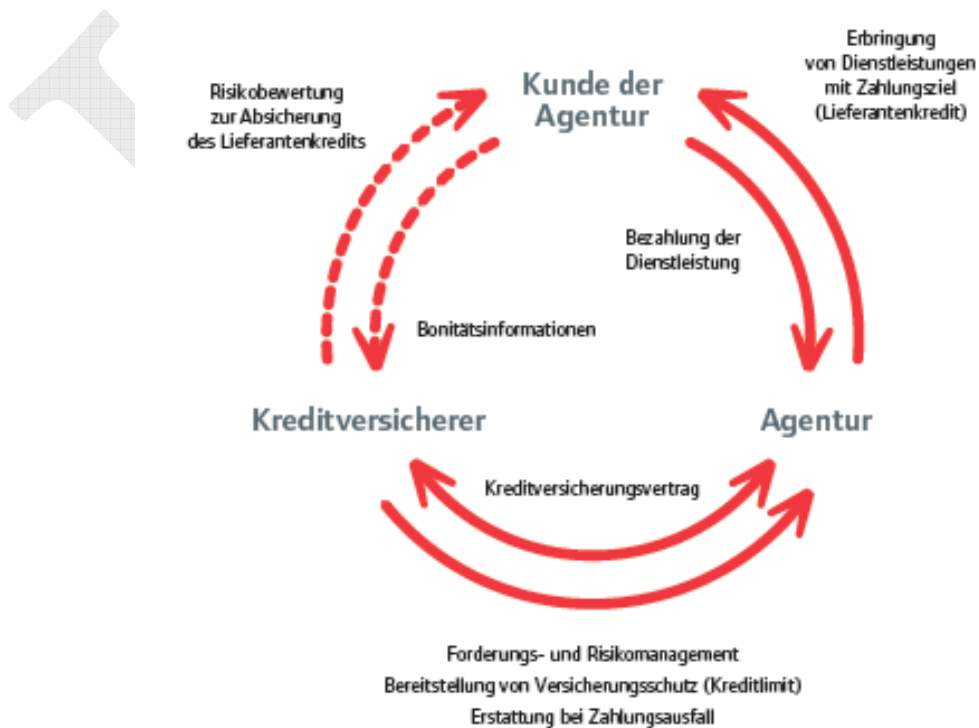 Erbringung
von Dienstleistungen
mit Zahlungsziel
(Lieferantenkredit)
Risikobewertung
zur Absicherung
des Lieferantenkredits
Kunde der
Agentur
Bezahlung der
Dienstleistung
Bonitätsinformationen
Kreditversicherer
Agentur
Kreditversicherungsvertrag
Forderungs- und Risikomanagement
Bereitstellung von Versicherungsschutz (Kreditlimit)
Erstattung bei Zahlungsausfall